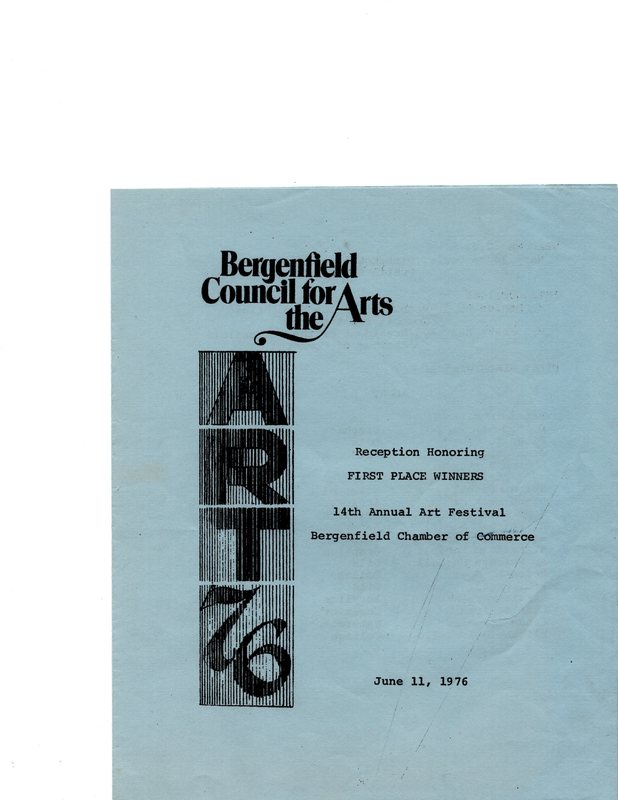 Bergenfield
Council for
the Arts
ART
76
Reception Honoring
FIRST PLACE WINNERS
14th Annual Art Festival
Bergenfield Chamber of Commerce
June 11, 1976